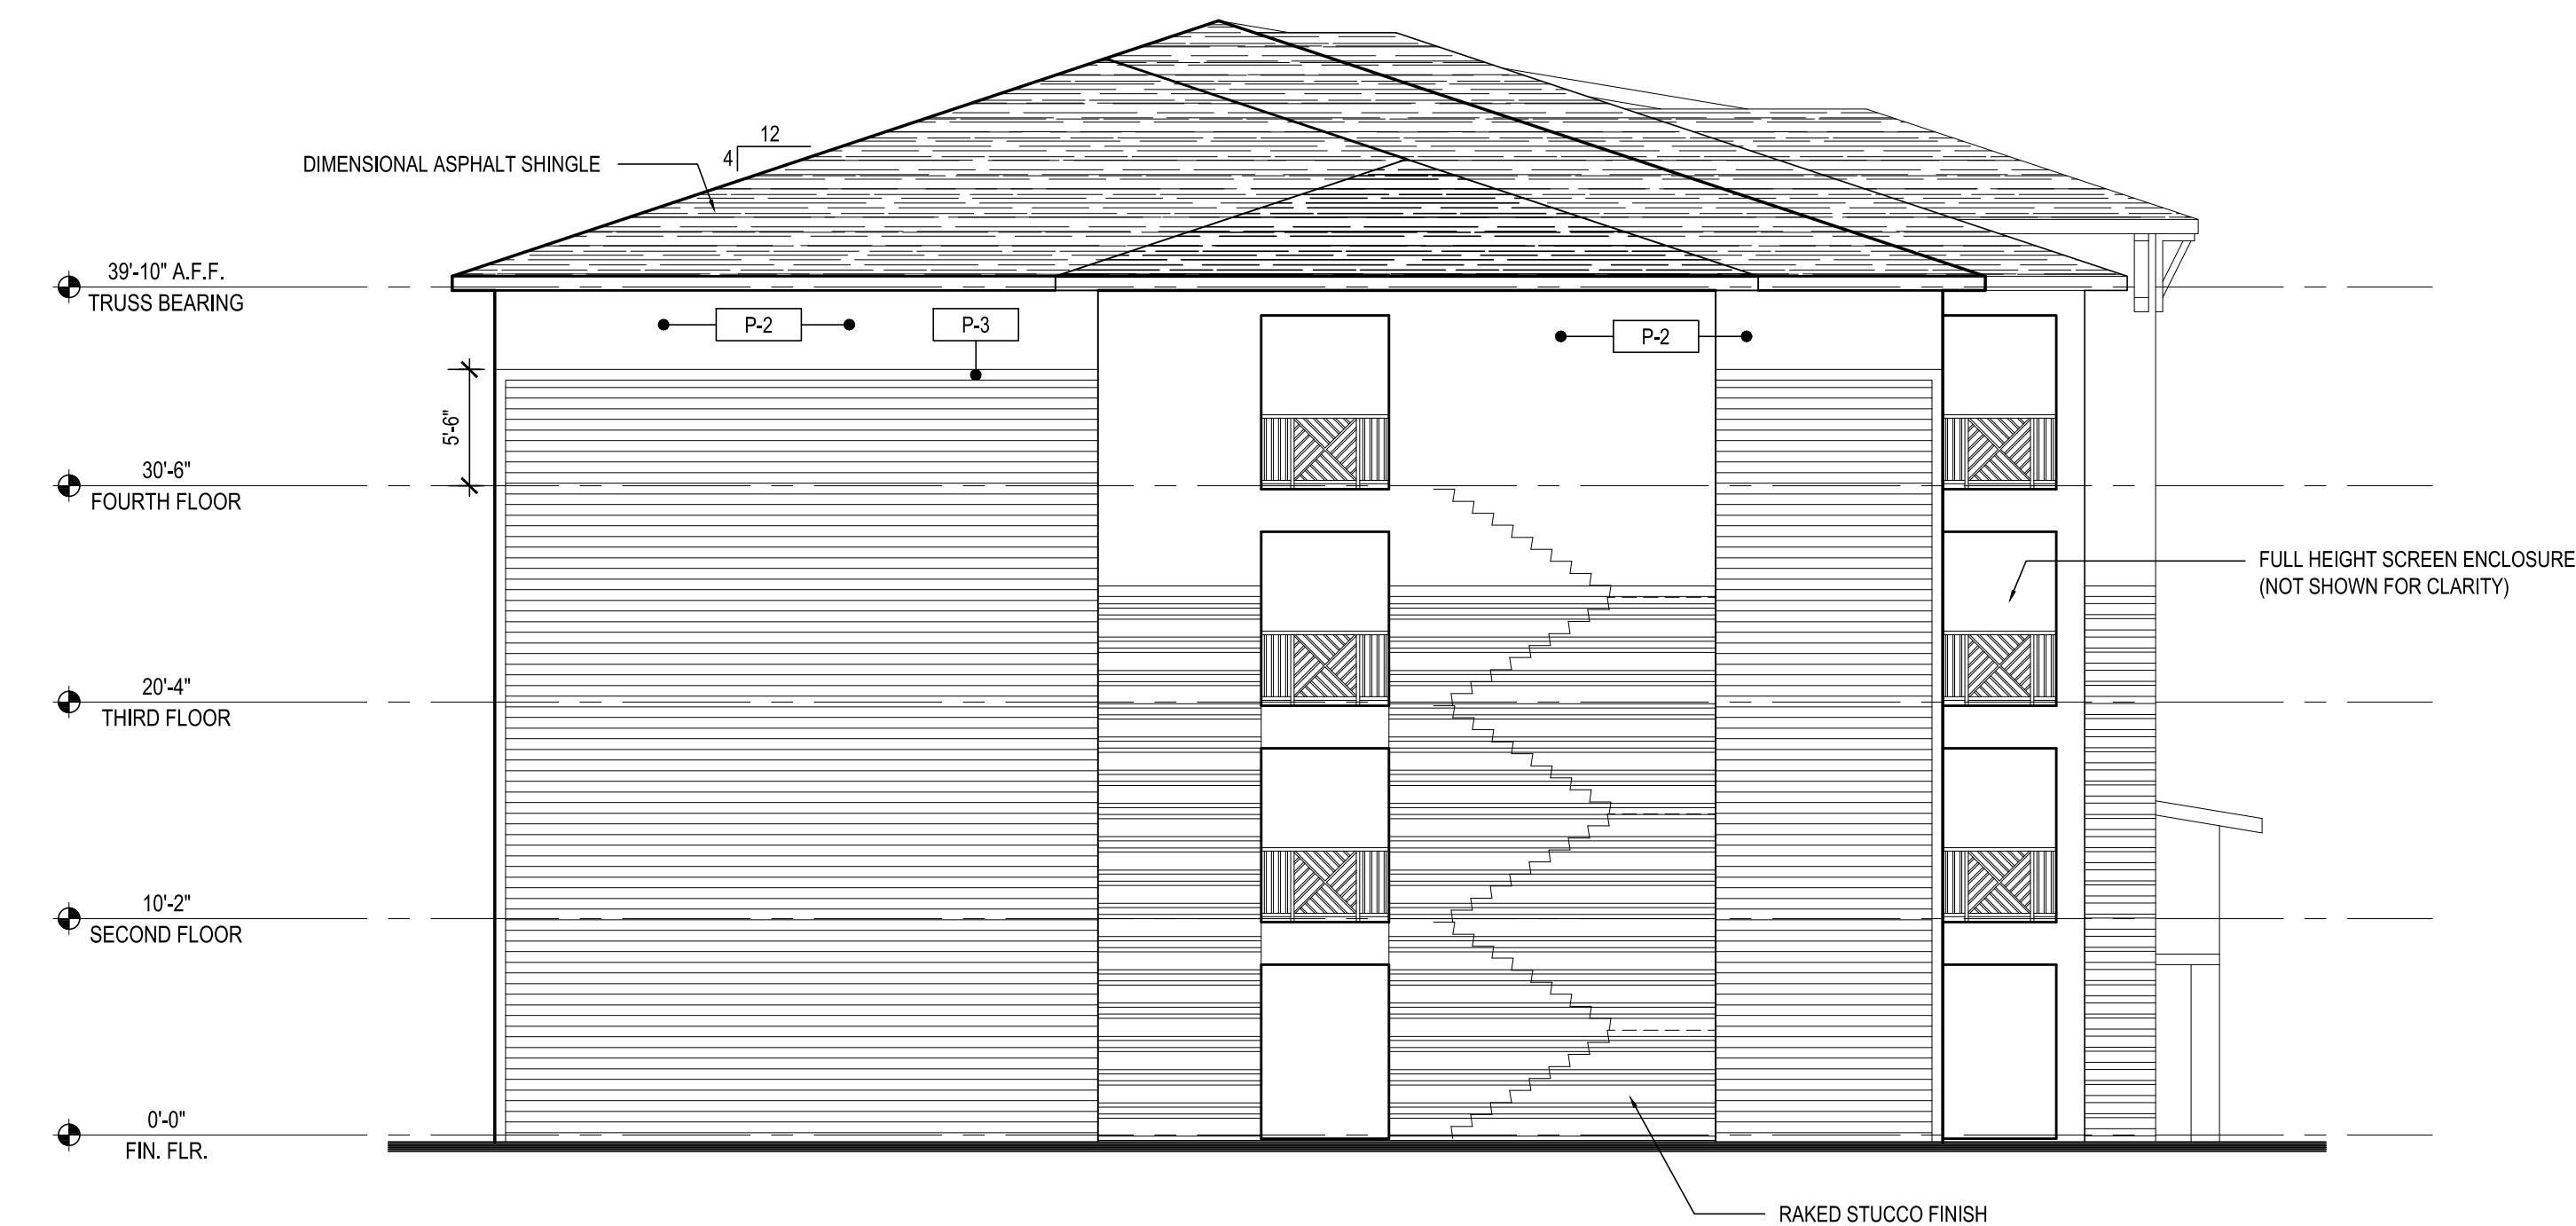 12
4
DIMENSIONAL ASPHALT SHINGLE
39'-10" A.F.F.
TRUSS BEARING
P-2
P-3
P-2
5'-6"
30'-6"
FOURTH FLOOR
FULL HEIGHT SCREEN ENCLOSURE
(NOT SHOWN FOR CLARITY)
20'-4"
THIRD FLOOR
10'-2"
SECOND FLOOR
0'-0"
FIN. FLR.
RAKED STUCCO FINISH